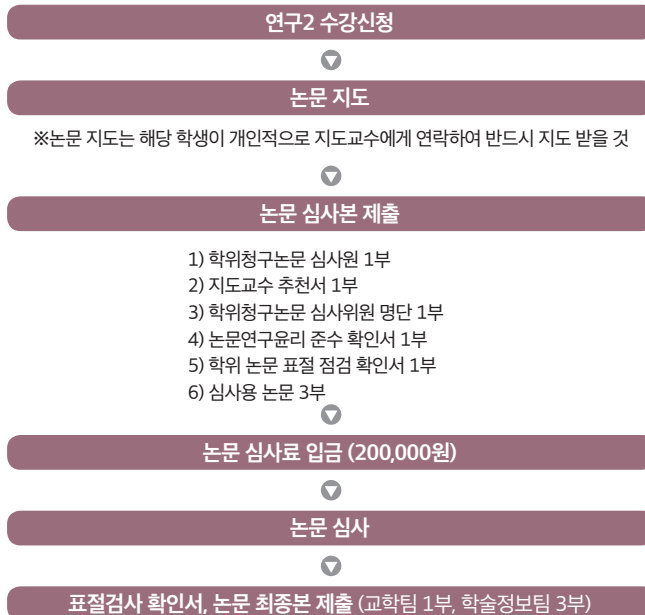 연구2 수강신청
논문 지도
※논문 지도는 해당 학생이 개인적으로 지도교수에게 연락하여 반드시 지도 받을 것
논문 심사본 제출
1) 학위청구논문 심사원 1부
2) 지도교수 추천서 1부
3) 학위청구논문 심사위원 명단 1부
4) 논문연구윤리 준수 확인서 1부
5) 학위 논문 표절 점검 확인서 1부
6) 심사용 논문 3부
논문 심사료 입금 (200,000원)
논문 심사
표절검사 확인서, 논문 최종본 제출 (교학팀 1부, 학술정보팀 3부)